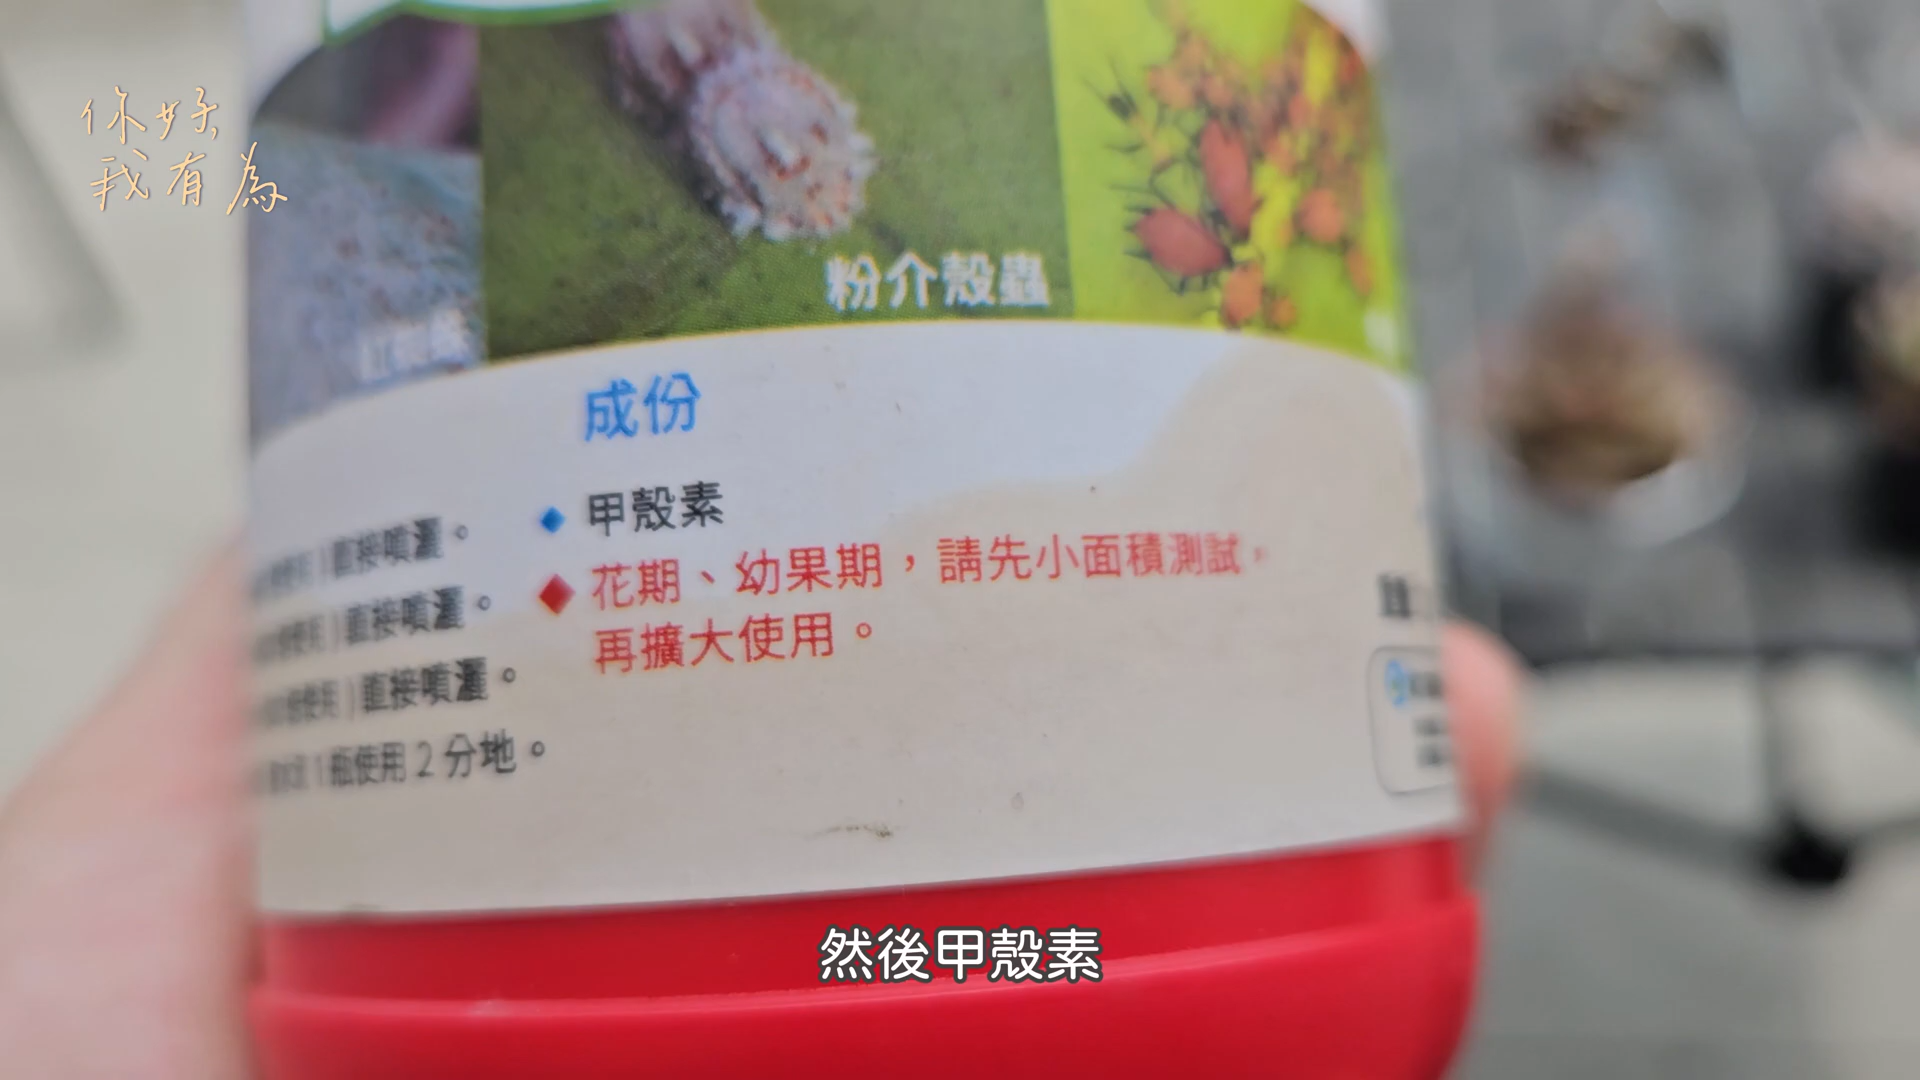 你好
我有為
粉介殼蟲
成份
甲殼素
花期、幼果期，請先小面積測試，
再擴大使用。
直接噴灑。
直接噴灑。
直接噴灑。
1瓶使用2分地。
然後甲殼素